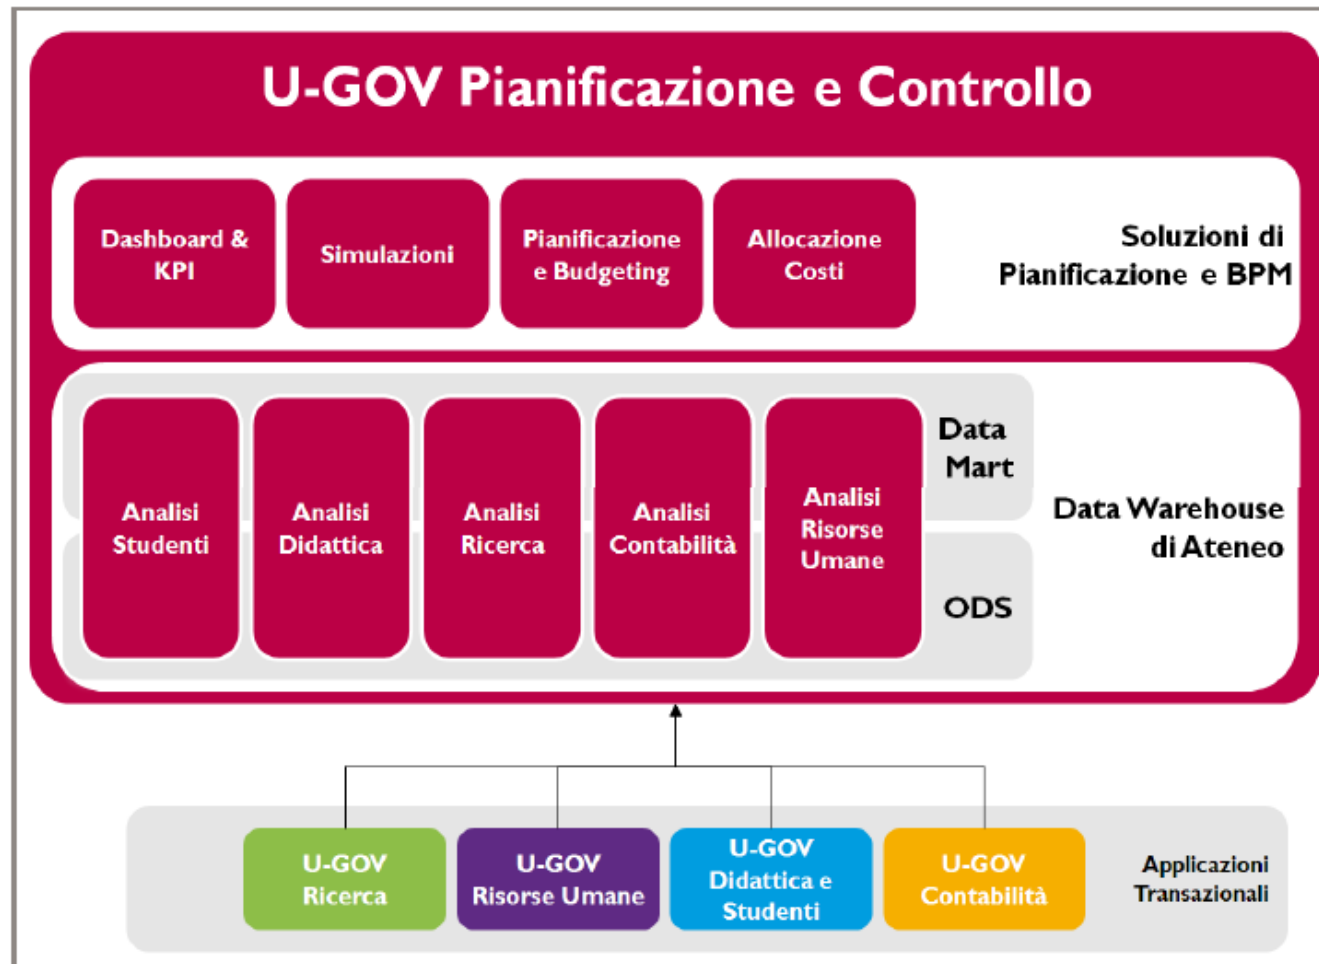 U-GOV Pianificazione e Controllo
Dashboard &
KPI
Simulazioni
Pianificazione
e Budgeting
Allocazione
Costi
Soluzioni di
Pianificazione e BPM
Analisi
Studenti
Analisi
Didattica
Analisi
Ricerca
Analisi
Contabilità
Analisi
Risorse
Umane
Data
Mart
ODS
Data Warehouse
di Ateneo
U-GOV
Ricerca
U-GOV
Risorse Umane
U-GOV
Didattica e
Studenti
U-GOV
Contabilità
Applicazioni
Transazionali